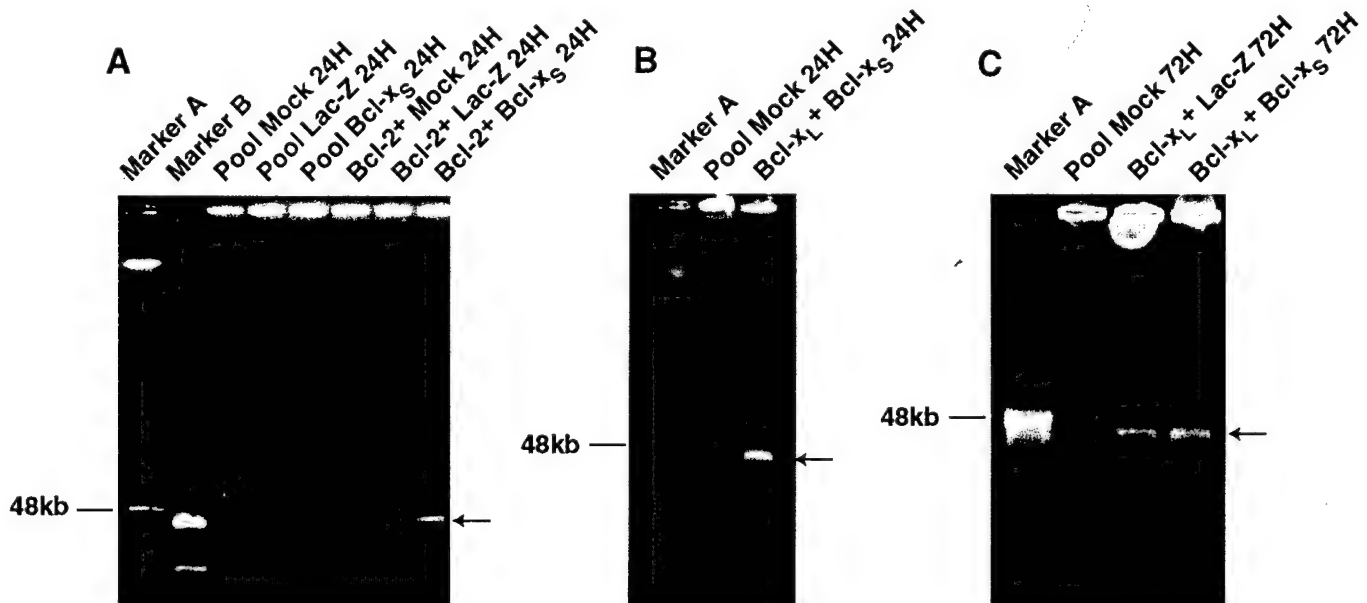 A
Marker A
Marker B
Pool Mock 24H
Pool Lac-Z 24H
Pool Bcl-xS 24H
Bcl-2+ Mock 24H
Bcl-2+ Lac-Z 24H
Bcl-2+ Bcl-xS 24H
48kb
B
Marker A
Pool Mock 24H
Bcl-xL + Bcl-xS 24H
48kb
C
Marker A
Pool Mock 72H
Bcl-xL + Lac-Z 72H
Bcl-xL + Bcl-xS 72H
48kb